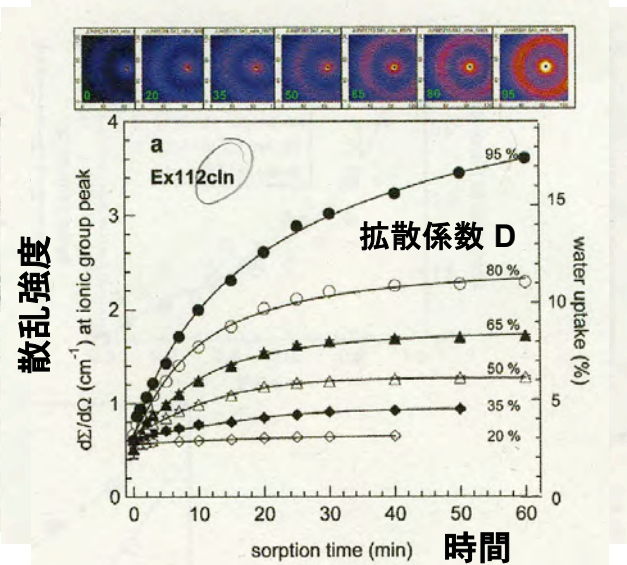 0 20 35 50 65 80 95
4
3
2
1
0
a
Ex112cln
95 %
拡散係数 D
80 %
65 %
50 %
35 %
20 %
15
10
5
0
散乱強度
dΣ/dΩ (cm⁻¹) at ionic group peak
water uptake (%)
0 10 20 30 40 50 60
sorption time (min) 時間